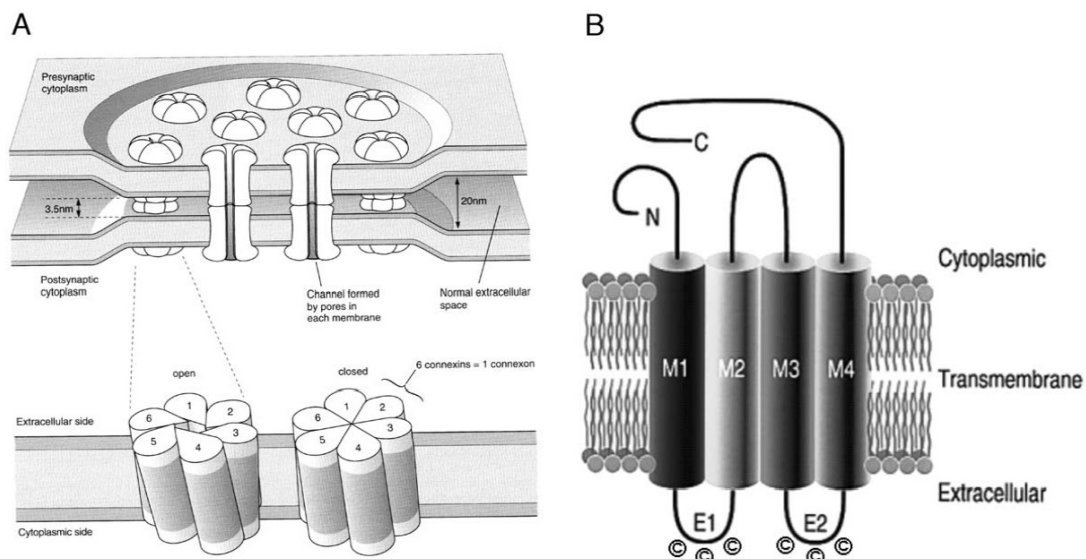 A
Presynaptic
cytoplasm
3.5nm
20nm
Postsynaptic
cytoplasm
Channel formed
by pores in
each membrane
Normal extracellular
space
open
closed
6 connexins = 1 connexon
Extracellular side
1
2
3
4
5
6
1
2
3
4
5
6
Cytoplasmic side
B
C
N
Cytoplasmic
M1
M2
M3
M4
Transmembrane
Extracellular
E1
E2
© © © © © ©